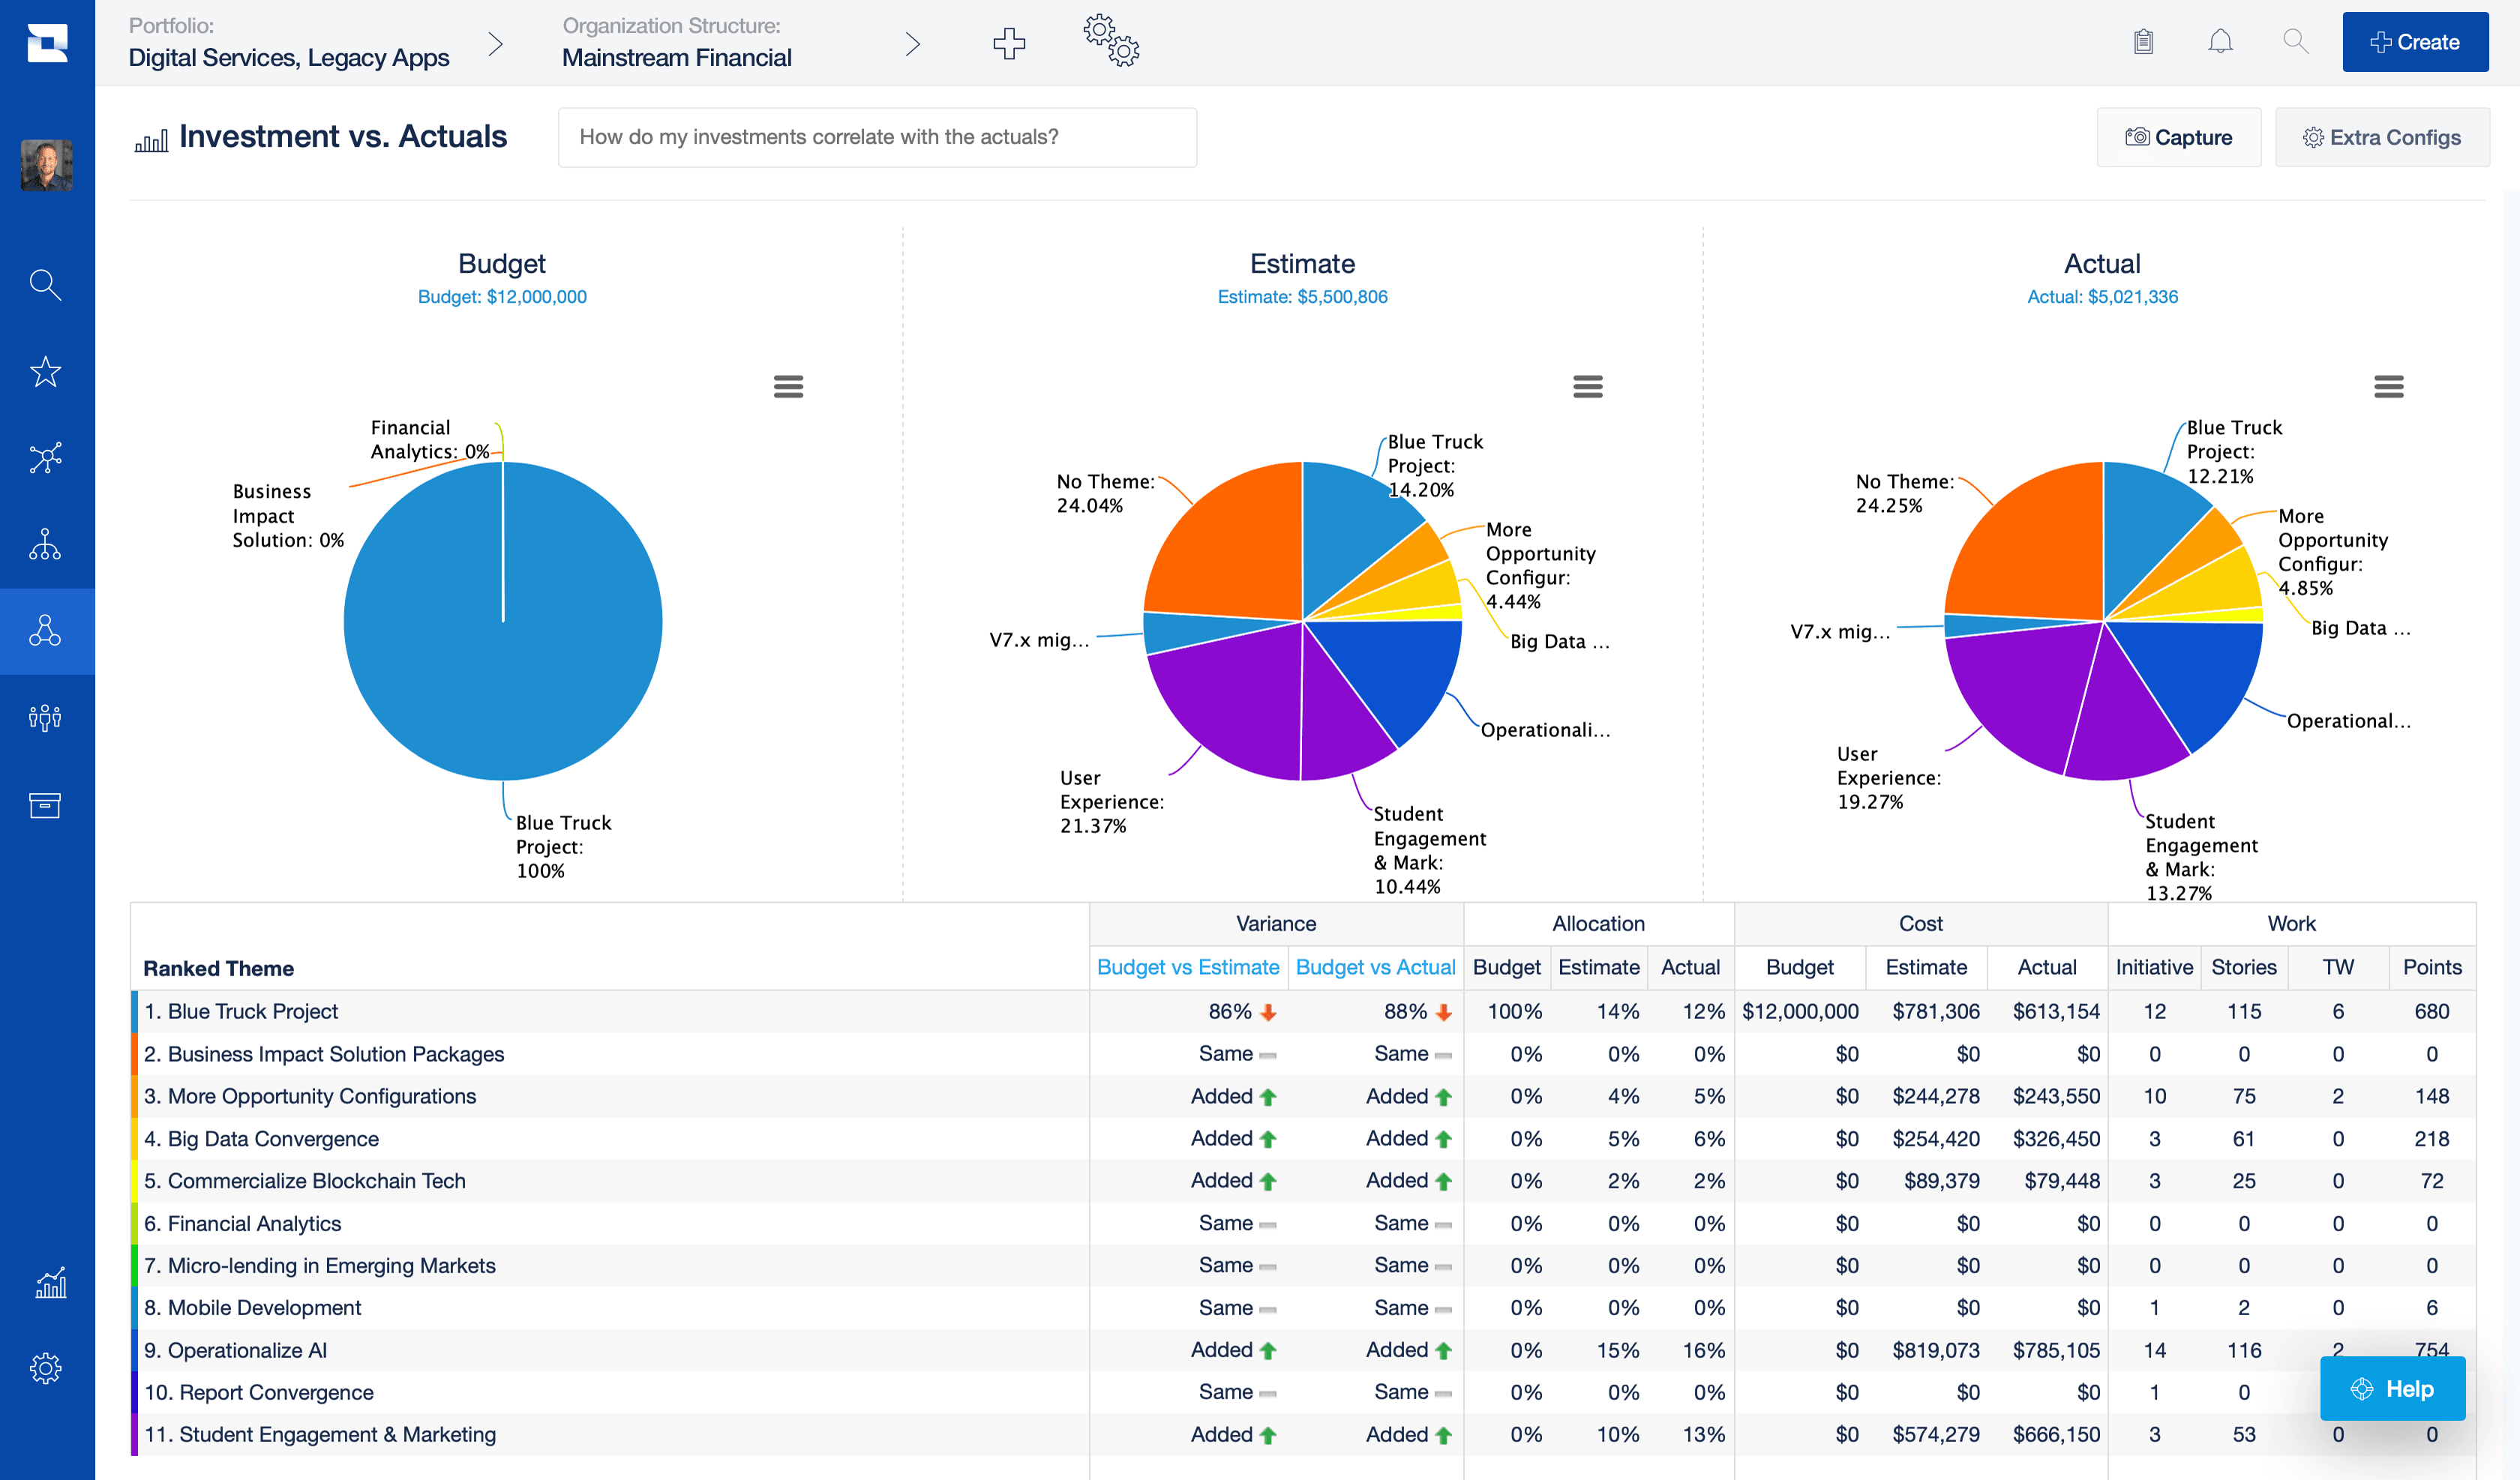 Portfolio:
Digital Services, Legacy Apps
Organization Structure:
Mainstream Financial
Create
Investment vs. Actuals
How do my investments correlate with the actuals?
Capture
Extra Configs
Budget
Budget: $12,000,000
Financial
Analytics: 0%
Business
Impact
Solution: 0%
Blue Truck
Project:
100%
Estimate
Estimate: $5,500,806
Blue Truck
Project:
14.20%
No Theme:
24.04%
More
Opportunity
Configur:
4.44%
V7.x mig...
Big Data ...
Operationali...
User
Experience:
21.37%
Student
Engagement
& Mark:
10.44%
Actual
Actual: $5,021,336
Blue Truck
Project:
12.21%
No Theme:
24.25%
More
Opportunity
Configur:
4.85%
V7.x mig...
Big Data ...
Operational...
User
Experience:
19.27%
Student
Engagement
& Mark:
13.27%
Variance Allocation Cost Work
Ranked Theme Budget vs Estimate Budget vs Actual Budget Estimate Actual Budget Estimate Actual Initiative Stories TW Points
1. Blue Truck Project 86% 88% 100% 14% 12% $12,000,000 $781,306 $613,154 12 115 6 680
2. Business Impact Solution Packages Same Same 0% 0% 0% $0 $0 $0 0 0 0 0
3. More Opportunity Configurations Added Added 0% 4% 5% $0 $244,278 $243,550 10 75 2 148
4. Big Data Convergence Added Added 0% 5% 6% $0 $254,420 $326,450 3 61 0 218
5. Commercialize Blockchain Tech Added Added 0% 2% 2% $0 $89,379 $79,448 3 25 0 72
6. Financial Analytics Same Same 0% 0% 0% $0 $0 $0 0 0 0 0
7. Micro-lending in Emerging Markets Same Same 0% 0% 0% $0 $0 $0 0 0 0 0
8. Mobile Development Same Same 0% 0% 0% $0 $0 $0 1 2 0 6
9. Operationalize AI Added Added 0% 15% 16% $0 $819,073 $785,105 14 116 2 754
10. Report Convergence Same Same 0% 0% 0% $0 $0 $0 1 0
Help
11. Student Engagement & Marketing Added Added 0% 10% 13% $0 $574,279 $666,150 3 53 0 0